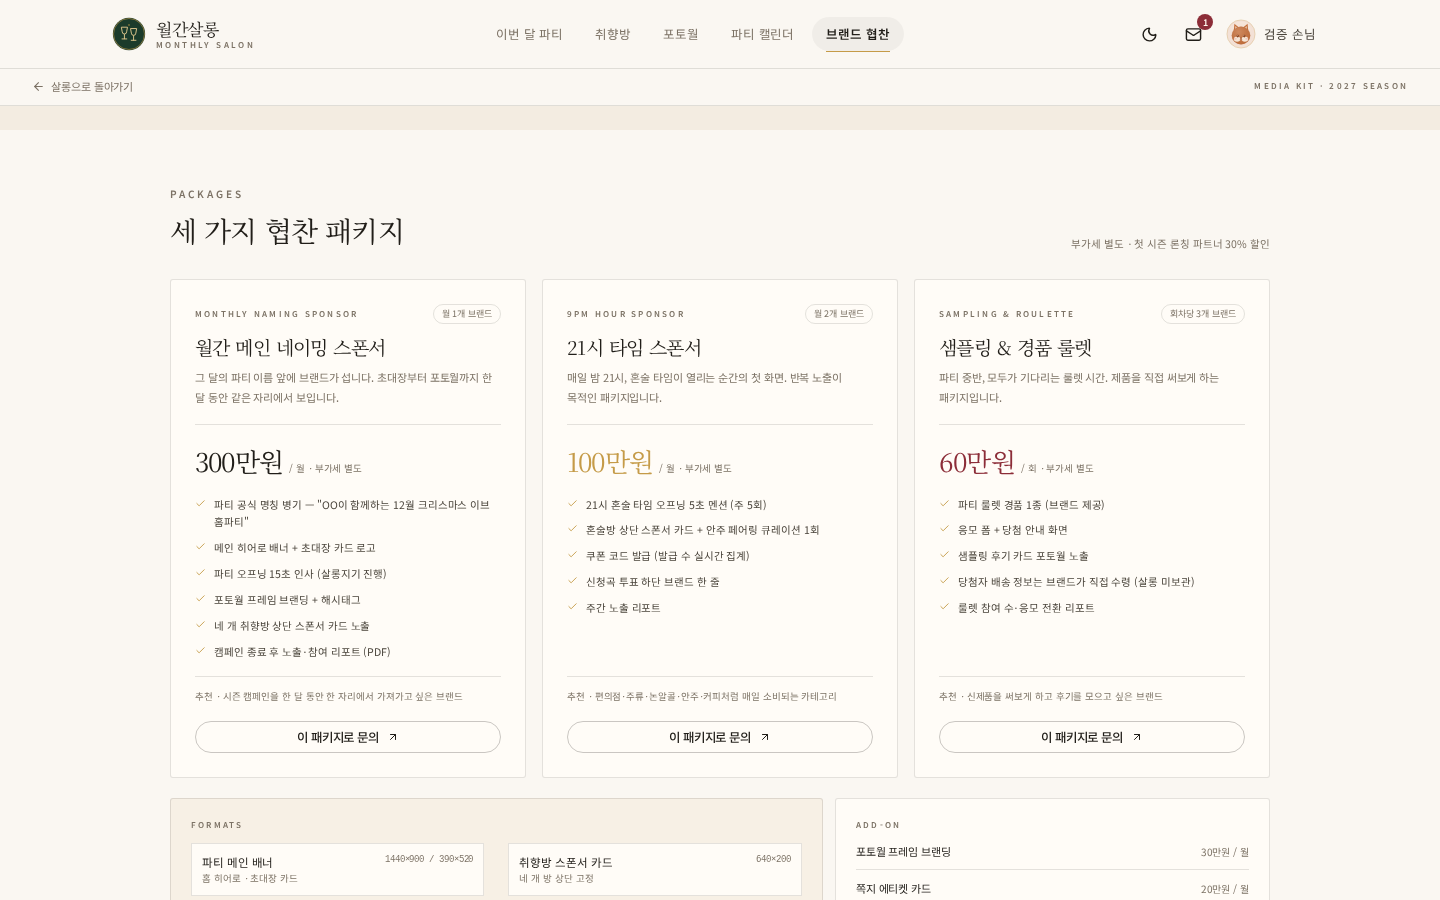 월간살롱
MONTHLY SALON
이번 달 파티
취향방
포토월
파티 캘린더
브랜드 협찬
1
검증 손님
살롱으로 돌아가기
MEDIA KIT · 2027 SEASON
PACKAGES
세 가지 협찬 패키지
부가세 별도 · 첫 시즌 론칭 파트너 30% 할인
MONTHLY NAMING SPONSOR
월 1개 브랜드
월간 메인 네이밍 스폰서
그 달의 파티 이름 앞에 브랜드가 섭니다. 초대장부터 포토월까지 한
달 동안 같은 자리에서 보입니다.
300만원 / 월 · 부가세 별도
파티 공식 명칭 병기 — "OO이 함께하는 12월 크리스마스 이브
홈파티"
메인 히어로 배너 + 초대장 카드 로고
파티 오프닝 15초 인사 (살롱지기 진행)
포토월 프레임 브랜딩 + 해시태그
네 개 취향방 상단 스폰서 카드 노출
캠페인 종료 후 노출·참여 리포트 (PDF)
추천 · 시즌 캠페인을 한 달 동안 한 자리에서 가져가고 싶은 브랜드
이 패키지로 문의
9PM HOUR SPONSOR
월 2개 브랜드
21시 타임 스폰서
매일 밤 21시, 혼술 타임이 열리는 순간의 첫 화면. 반복 노출이
목적인 패키지입니다.
100만원 / 월 · 부가세 별도
21시 혼술 타임 오프닝 5초 멘션 (주 5회)
혼술방 상단 스폰서 카드 + 안주 페어링 큐레이션 1회
쿠폰 코드 발급 (발급 수 실시간 집계)
신청곡 투표 하단 브랜드 한 줄
주간 노출 리포트
추천 · 편의점·주류·논알콜·안주·커피처럼 매일 소비되는 카테고리
이 패키지로 문의
SAMPLING & ROULETTE
회차당 3개 브랜드
샘플링 & 경품 룰렛
파티 중반, 모두가 기다리는 룰렛 시간. 제품을 직접 써보게 하는
패키지입니다.
60만원 / 회 · 부가세 별도
파티 룰렛 경품 1종 (브랜드 제공)
응모 폼 + 당첨 안내 화면
샘플링 후기 카드 포토월 노출
당첨자 배송 정보는 브랜드가 직접 수령 (살롱 미보관)
룰렛 참여 수·응모 전환 리포트
추천 · 신제품을 써보게 하고 후기를 모으고 싶은 브랜드
이 패키지로 문의
FORMATS
파티 메인 배너
1440×900 / 390×520
홈 히어로 · 초대장 카드
취향방 스폰서 카드
640×200
네 개 방 상단 고정
ADD-ON
포토월 프레임 브랜딩
30만원 / 월
쪽지 에티켓 카드
20만원 / 월